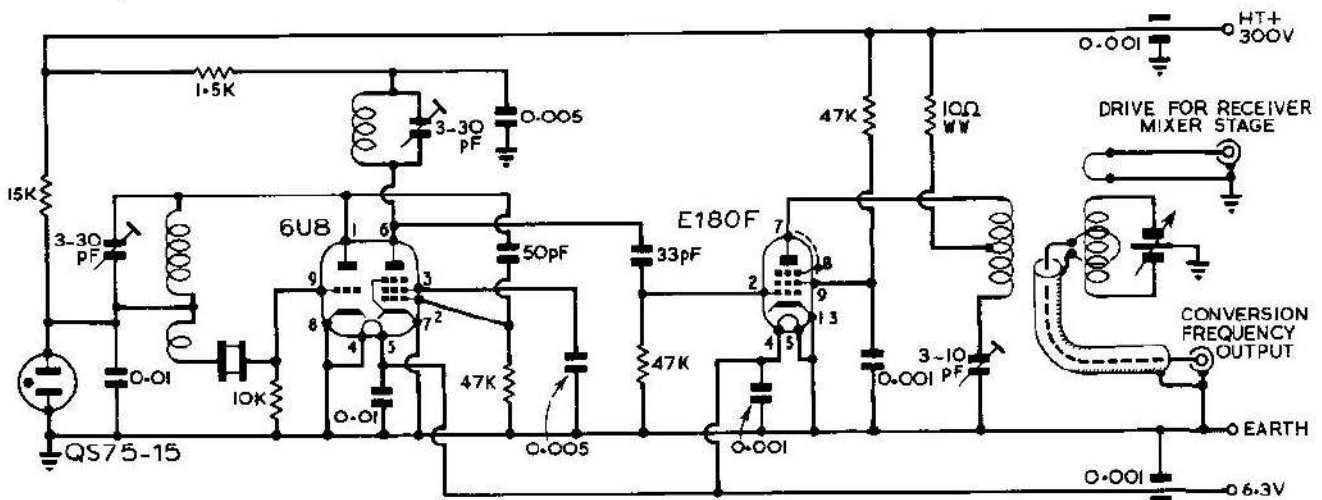 HT+
300V
0·001
1·5K
3-30
pF
0·005
47K
10Ω
WW
DRIVE FOR RECEIVER
MIXER STAGE
15K
3-30
pF
6U8
1
6
50pF
33pF
E180F
7
8
9
3
2
2
9
8
4
5
7
4
5
1 3
0·01
10K
0·01
47K
0·005
47K
0·001
0·001
3-10
pF
CONVERSION
FREQUENCY
OUTPUT
QS75-15
EARTH
0·001
6·3V